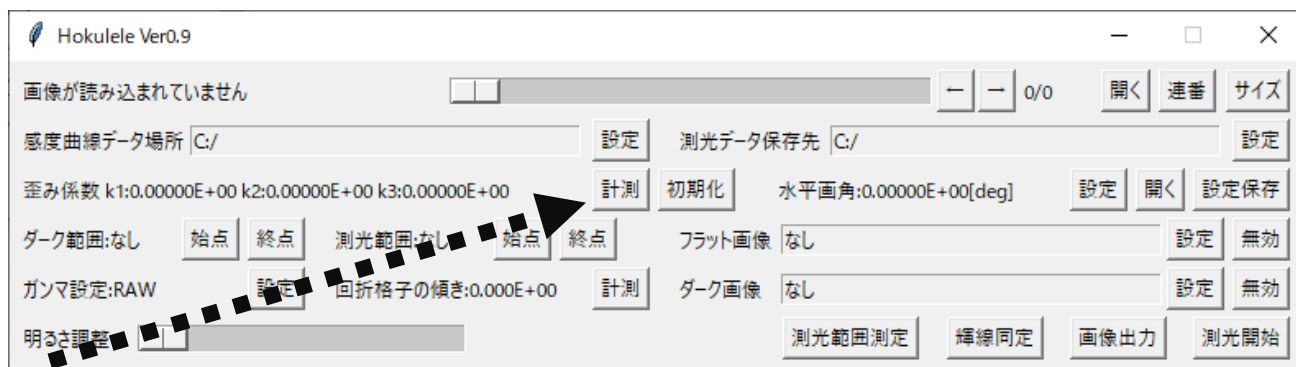 Hokulele Ver0.9
画像が読み込まれていません ← → 0/0 開く 連番 サイズ
感度曲線データ場所 C:/ 設定 測光データ保存先 C:/ 設定
歪み係数 k1:0.00000E+00 k2:0.00000E+00 k3:0.00000E+00 計測 初期化 水平画角:0.00000E+00[deg] 設定 開く 設定保存
ダーク範囲:なし 始点 終点 測光範囲:なし 始点 終点 フラット画像 なし 設定 無効
ガンマ設定:RAW 設定 回折格子の傾き:0.000E+00 計測 ダーク画像 なし 設定 無効
明るさ調整 測光範囲測定 輝線同定 画像出力 測光開始